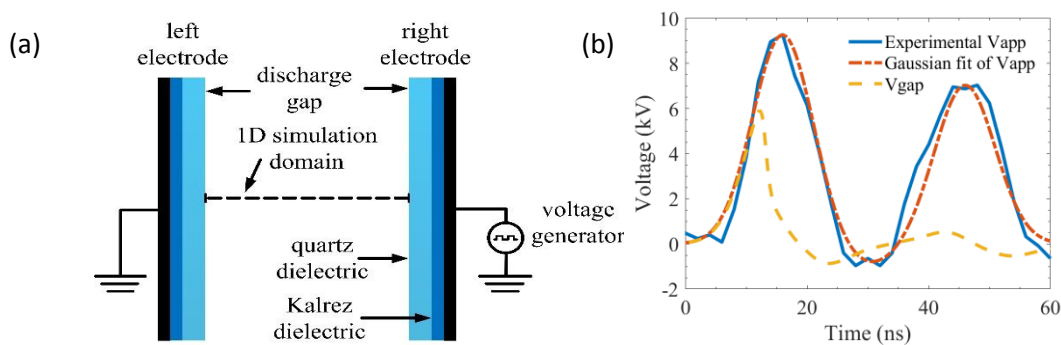 (a)
left
electrode
right
electrode
discharge
gap
1D simulation
domain
voltage
generator
quartz
dielectric
Kalrez
dielectric
(b)
Experimental Vapp
Gaussian fit of Vapp
Vgap
Voltage (kV)
10
8
6
4
2
0
-2
0
20
40
60
Time (ns)